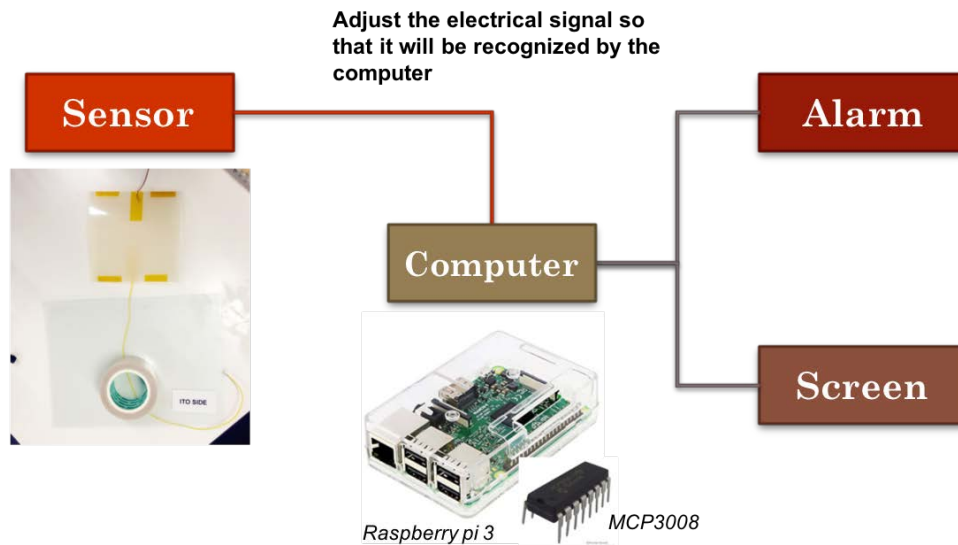 Adjust the electrical signal so
that it will be recognized by the
computer
Sensor
Alarm
Computer
Screen
ITO SIDE
Raspberry pi 3
MCP3008